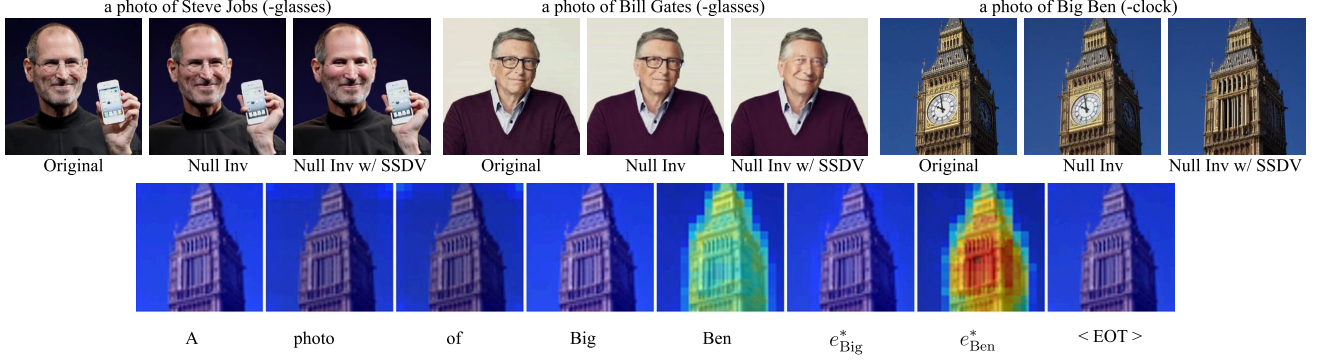 a photo of Steve Jobs (-glasses)
a photo of Bill Gates (-glasses)
a photo of Big Ben (-clock)
Original
Null Inv
Null Inv w/ SSDV
Original
Null Inv
Null Inv w/ SSDV
Original
Null Inv
Null Inv w/ SSDV
A
photo
of
Big
Ben
e*Big
e*Ben
< EOT >